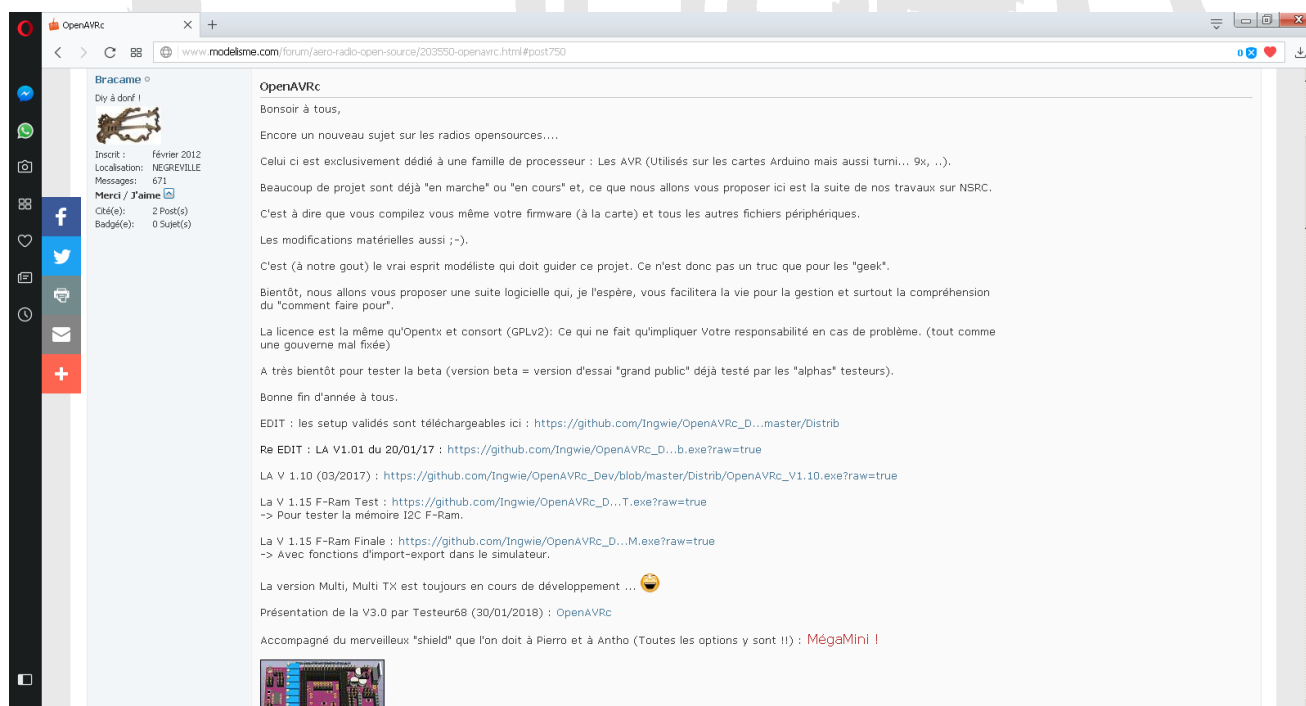 OpenAVRc
www.modelisme.com/forum/aero-radio-open-source/203550-openavrc.html#post750
0
Bracame
Diy à donf !
Inscrit : février 2012
Localisation: NEGREVILLE
Messages: 671
Merci / J'aime
Cité(e): 2 Post(s)
Badgé(e): 0 Sujet(s)
OpenAVRc
Bonsoir à tous,
Encore un nouveau sujet sur les radios opensources....
Celui ci est exclusivement dédié à une famille de processeur : Les AVR (Utilisés sur les cartes Arduino mais aussi turni... 9x, ..).
Beaucoup de projet sont déjà "en marche" ou "en cours" et, ce que nous allons vous proposer ici est la suite de nos travaux sur NSRC.
C'est à dire que vous compilez vous même votre firmware (à la carte) et tous les autres fichiers périphériques.
Les modifications matérielles aussi ;-).
C'est (à notre gout) le vrai esprit modéliste qui doit guider ce projet. Ce n'est donc pas un truc que pour les "geek".
Bientôt, nous allons vous proposer une suite logicielle qui, je l'espère, vous facilitera la vie pour la gestion et surtout la compréhension
du "comment faire pour".
La licence est la même qu'Opentx et consort (GPLv2): Ce qui ne fait qu'impliquer Votre responsabilité en cas de problème. (tout comme
une gouverne mal fixée)
A très bientôt pour tester la beta (version beta = version d'essai "grand public" déjà testé par les "alphas" testeurs).
Bonne fin d'année à tous.
EDIT : les setup validés sont téléchargeables ici : https://github.com/Ingwie/OpenAVRc_D...master/Distrib
Re EDIT : LA V1.01 du 20/01/17 : https://github.com/Ingwie/OpenAVRc_D...b.exe?raw=true
LA V 1.10 (03/2017) : https://github.com/Ingwie/OpenAVRc_Dev/blob/master/Distrib/OpenAVRc_V1.10.exe?raw=true
La V 1.15 F-Ram Test : https://github.com/Ingwie/OpenAVRc_D...T.exe?raw=true
-> Pour tester la mémoire I2C F-Ram.
La V 1.15 F-Ram Finale : https://github.com/Ingwie/OpenAVRc_D...M.exe?raw=true
-> Avec fonctions d'import-export dans le simulateur.
La version Multi, Multi TX est toujours en cours de développement ...
Présentation de la V3.0 par Testeur68 (30/01/2018) : OpenAVRc
Accompagné du merveilleux "shield" que l'on doit à Pierro et à Antho (Toutes les options y sont !!) : MégaMini !